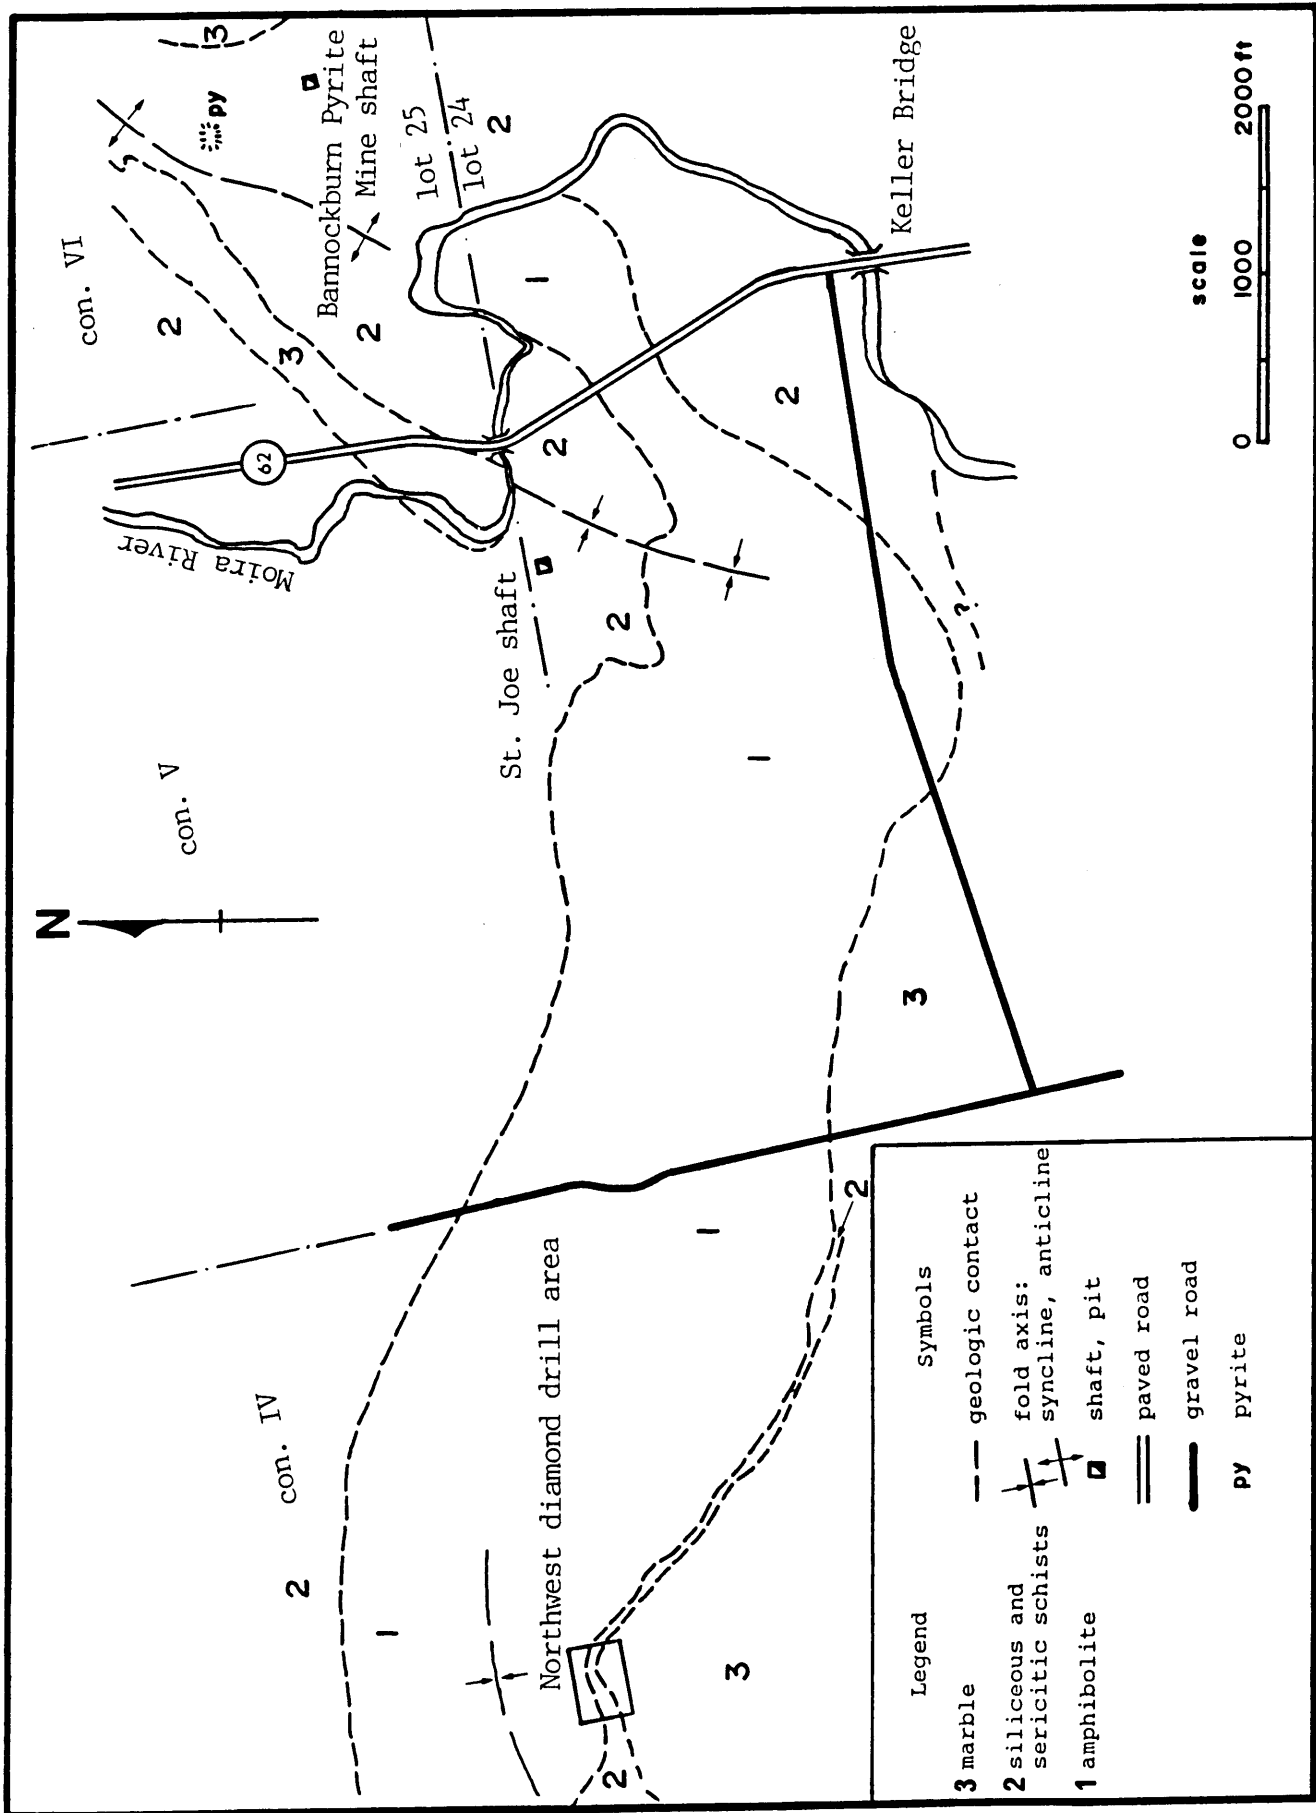 N
con. IV
con. V
con. VI
Moira River
62
Bannockburn Pyrite
Mine shaft
py
lot 25
lot 24
St. Joe shaft
Northwest diamond drill area
Keller Bridge
3
2
3
2
2
2
1
2
2
2
1
?
3
1
2
1
2
3
2
Legend
3 marble
2 siliceous and
sericitic schists
1 amphibolite
Symbols
geologic contact
fold axis:
syncline, anticline
shaft, pit
paved road
gravel road
py pyrite
scale
0 1000 2000 ft